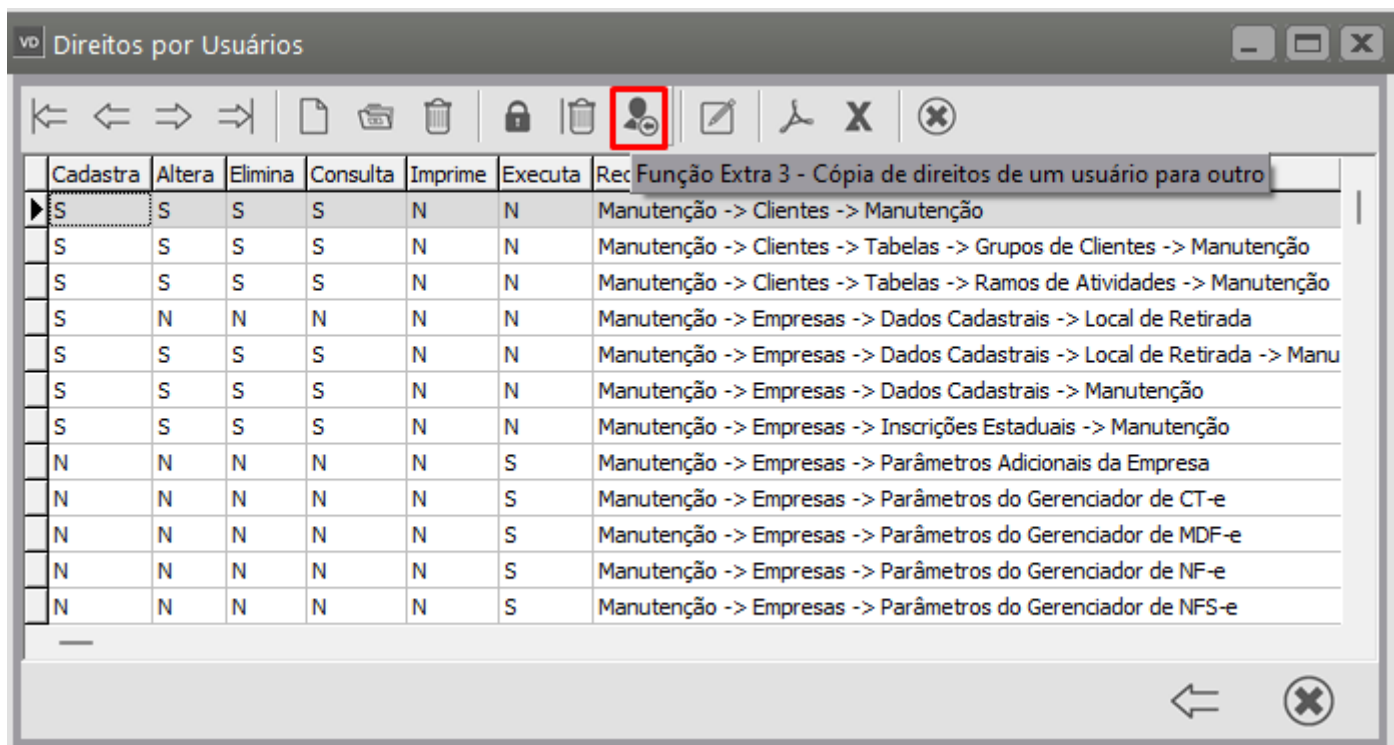 VD Direitos por Usuários
X
Função Extra 3 - Cópia de direitos de um usuário para outro
Cadastra Altera Elimina Consulta Imprime Executa Rec
S S S S N N Manutenção -> Clientes -> Manutenção
S S S S N N Manutenção -> Clientes -> Tabelas -> Grupos de Clientes -> Manutenção
S S S S N N Manutenção -> Clientes -> Tabelas -> Ramos de Atividades -> Manutenção
S N N N N N Manutenção -> Empresas -> Dados Cadastrais -> Local de Retirada
S S S S N N Manutenção -> Empresas -> Dados Cadastrais -> Local de Retirada -> Manu
S S S S N N Manutenção -> Empresas -> Dados Cadastrais -> Manutenção
S S S S N N Manutenção -> Empresas -> Inscrições Estaduais -> Manutenção
N N N N N S Manutenção -> Empresas -> Parâmetros Adicionais da Empresa
N N N N N S Manutenção -> Empresas -> Parâmetros do Gerenciador de CT-e
N N N N N S Manutenção -> Empresas -> Parâmetros do Gerenciador de MDF-e
N N N N N S Manutenção -> Empresas -> Parâmetros do Gerenciador de NF-e
N N N N N S Manutenção -> Empresas -> Parâmetros do Gerenciador de NFS-e